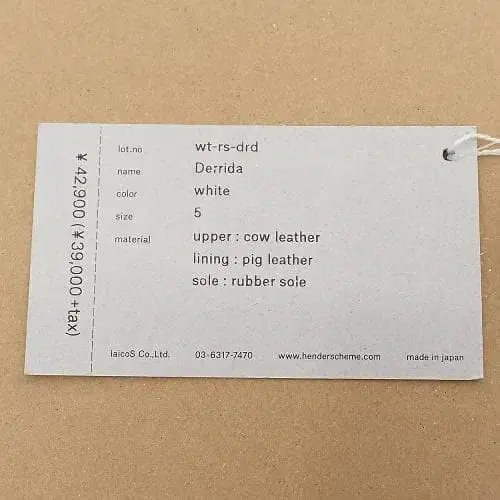 lot.no wt-rs-drd
name Derrida
color white
size 5
material upper : cow leather
lining : pig leather
sole : rubber sole
laicoS Co.,Ltd. 03-6317-7470 www.henderscheme.com made in japan
¥ 42,900 (¥39,000 +tax)